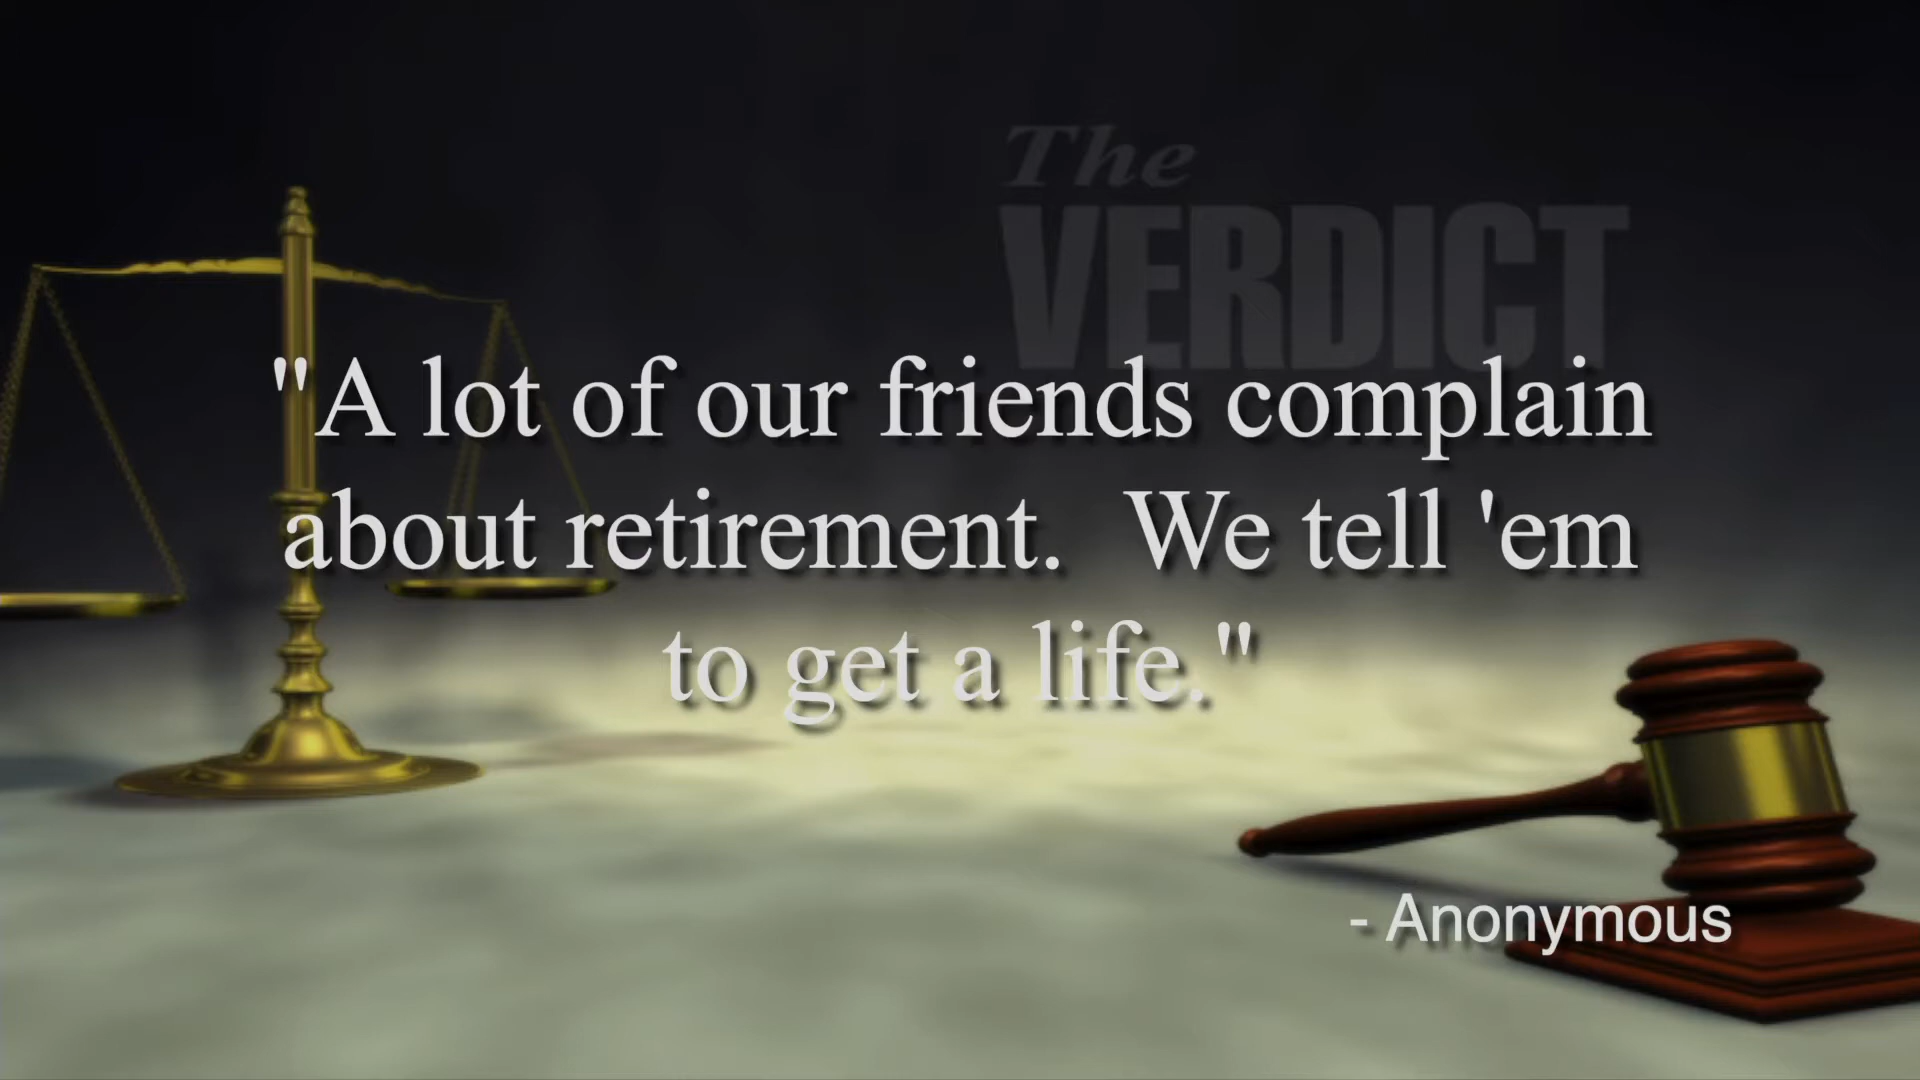 The
VERDICT
"A lot of our friends complain
about retirement.  We tell 'em
to get a life."
- Anonymous